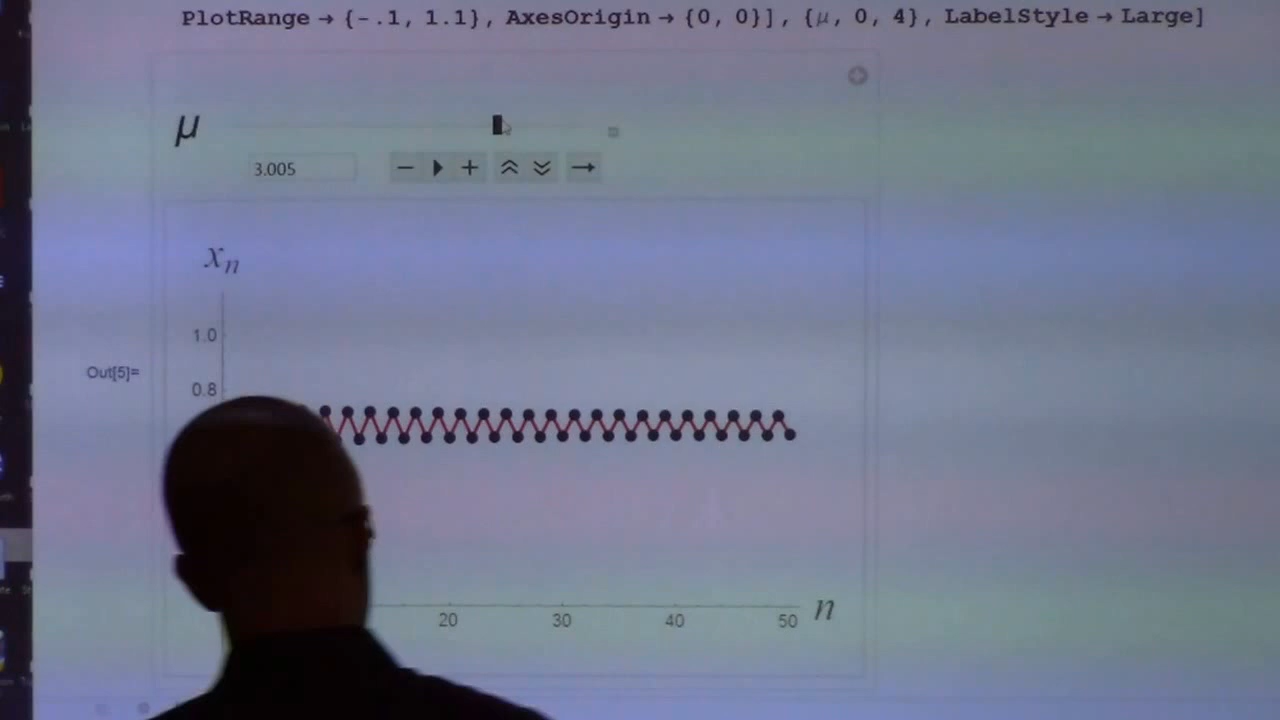 PlotRange → {-.1, 1.1}, AxesOrigin → {0, 0}], {μ, 0, 4}, LabelStyle → Large]
μ
3.005
xn
1.0
Out[5]=
0.8
n
20 30 40 50